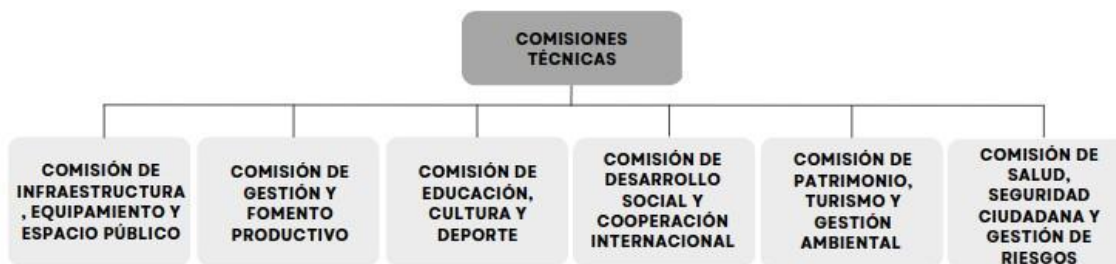 COMISIONES
TÉCNICAS
COMISIÓN DE
INFRAESTRUCTURA
, EQUIPAMIENTO Y
ESPACIO PÚBLICO
COMISIÓN DE
GESTIÓN Y
FOMENTO
PRODUCTIVO
COMISIÓN DE
EDUCACIÓN,
CULTURA Y
DEPORTE
COMISIÓN DE
DESARROLLO
SOCIAL Y
COOPERACIÓN
INTERNACIONAL
COMISIÓN DE
PATRIMONIO,
TURISMO Y
GESTIÓN
AMBIENTAL
COMISIÓN DE
SALUD,
SEGURIDAD
CIUDADANA Y
GESTIÓN DE
RIESGOS